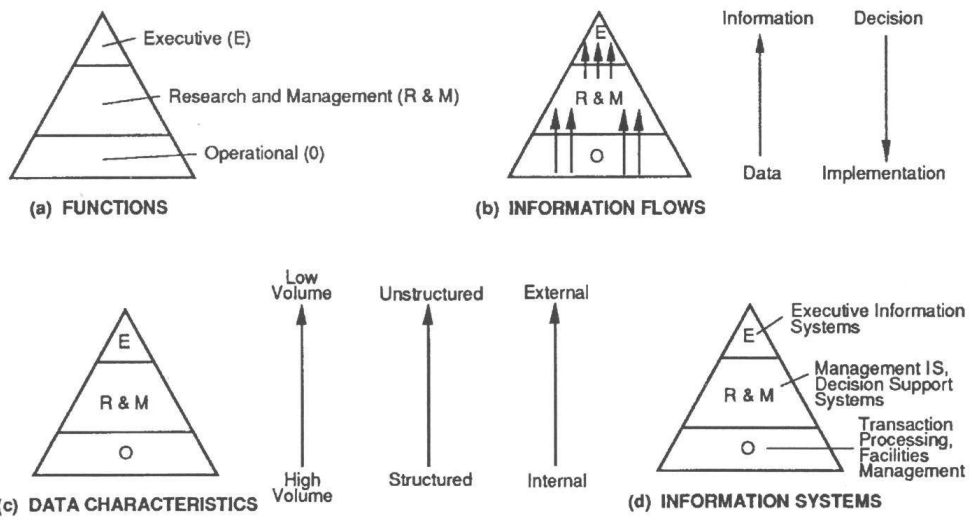 Executive (E)
Research and Management (R & M)
Operational (0)
(a) FUNCTIONS
E
R & M
O
Information
Data
Decision
Implementation
(b) INFORMATION FLOWS
E
R & M
O
Low
Volume
High
Volume
Unstructured
Structured
External
Internal
(c) DATA CHARACTERISTICS
E
R & M
O
Executive Information
Systems
Management IS,
Decision Support
Systems
Transaction
Processing,
Facilities
Management
(d) INFORMATION SYSTEMS